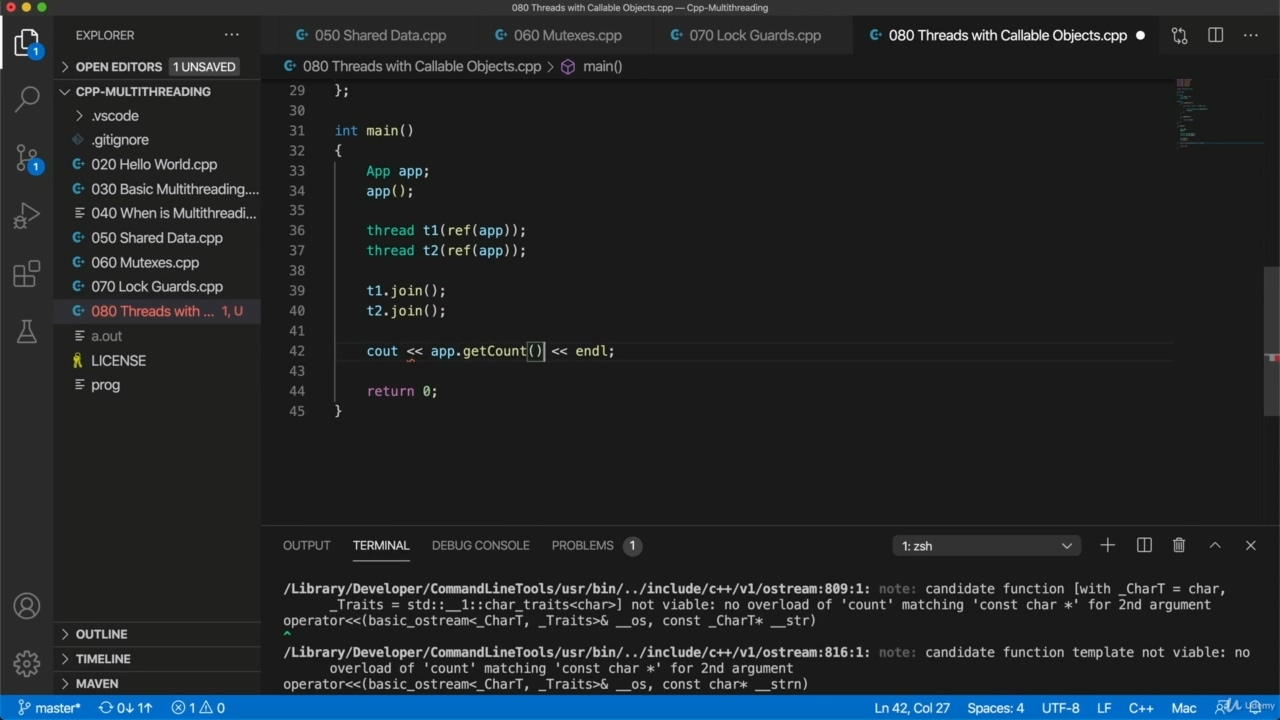 080 Threads with Callable Objects.cpp — Cpp-Multithreading
EXPLORER
050 Shared Data.cpp
060 Mutexes.cpp
070 Lock Guards.cpp
080 Threads with Callable Objects.cpp
OPEN EDITORS 1 UNSAVED
080 Threads with Callable Objects.cpp > main()
1
CPP-MULTITHREADING
.vscode
.gitignore
020 Hello World.cpp
030 Basic Multithreading....
040 When is Multithreadi...
050 Shared Data.cpp
060 Mutexes.cpp
070 Lock Guards.cpp
080 Threads with ... 1, U
a.out
LICENSE
prog
1
29 };
30
31 int main()
32 {
33 App app;
34 app();
35
36 thread t1(ref(app));
37 thread t2(ref(app));
38
39 t1.join();
40 t2.join();
41
42 cout << app.getCount() << endl;
43
44 return 0;
45 }
OUTPUT TERMINAL DEBUG CONSOLE PROBLEMS 1
1: zsh
/Library/Developer/CommandLineTools/usr/bin/../include/c++/v1/ostream:809:1: note: candidate function [with _CharT = char,
_Traits = std::__1::char_traits<char>] not viable: no overload of 'count' matching 'const char *' for 2nd argument
operator<<(basic_ostream<_CharT, _Traits>& __os, const _CharT* __str)
^
/Library/Developer/CommandLineTools/usr/bin/../include/c++/v1/ostream:816:1: note: candidate function template not viable: no
overload of 'count' matching 'const char *' for 2nd argument
operator<<(basic_ostream<_CharT, _Traits>& __os, const char* __strn)
OUTLINE
TIMELINE
MAVEN
master* 0↓ 1↑ 1 0
Ln 42, Col 27 Spaces: 4 UTF-8 LF C++ Mac
Udemy